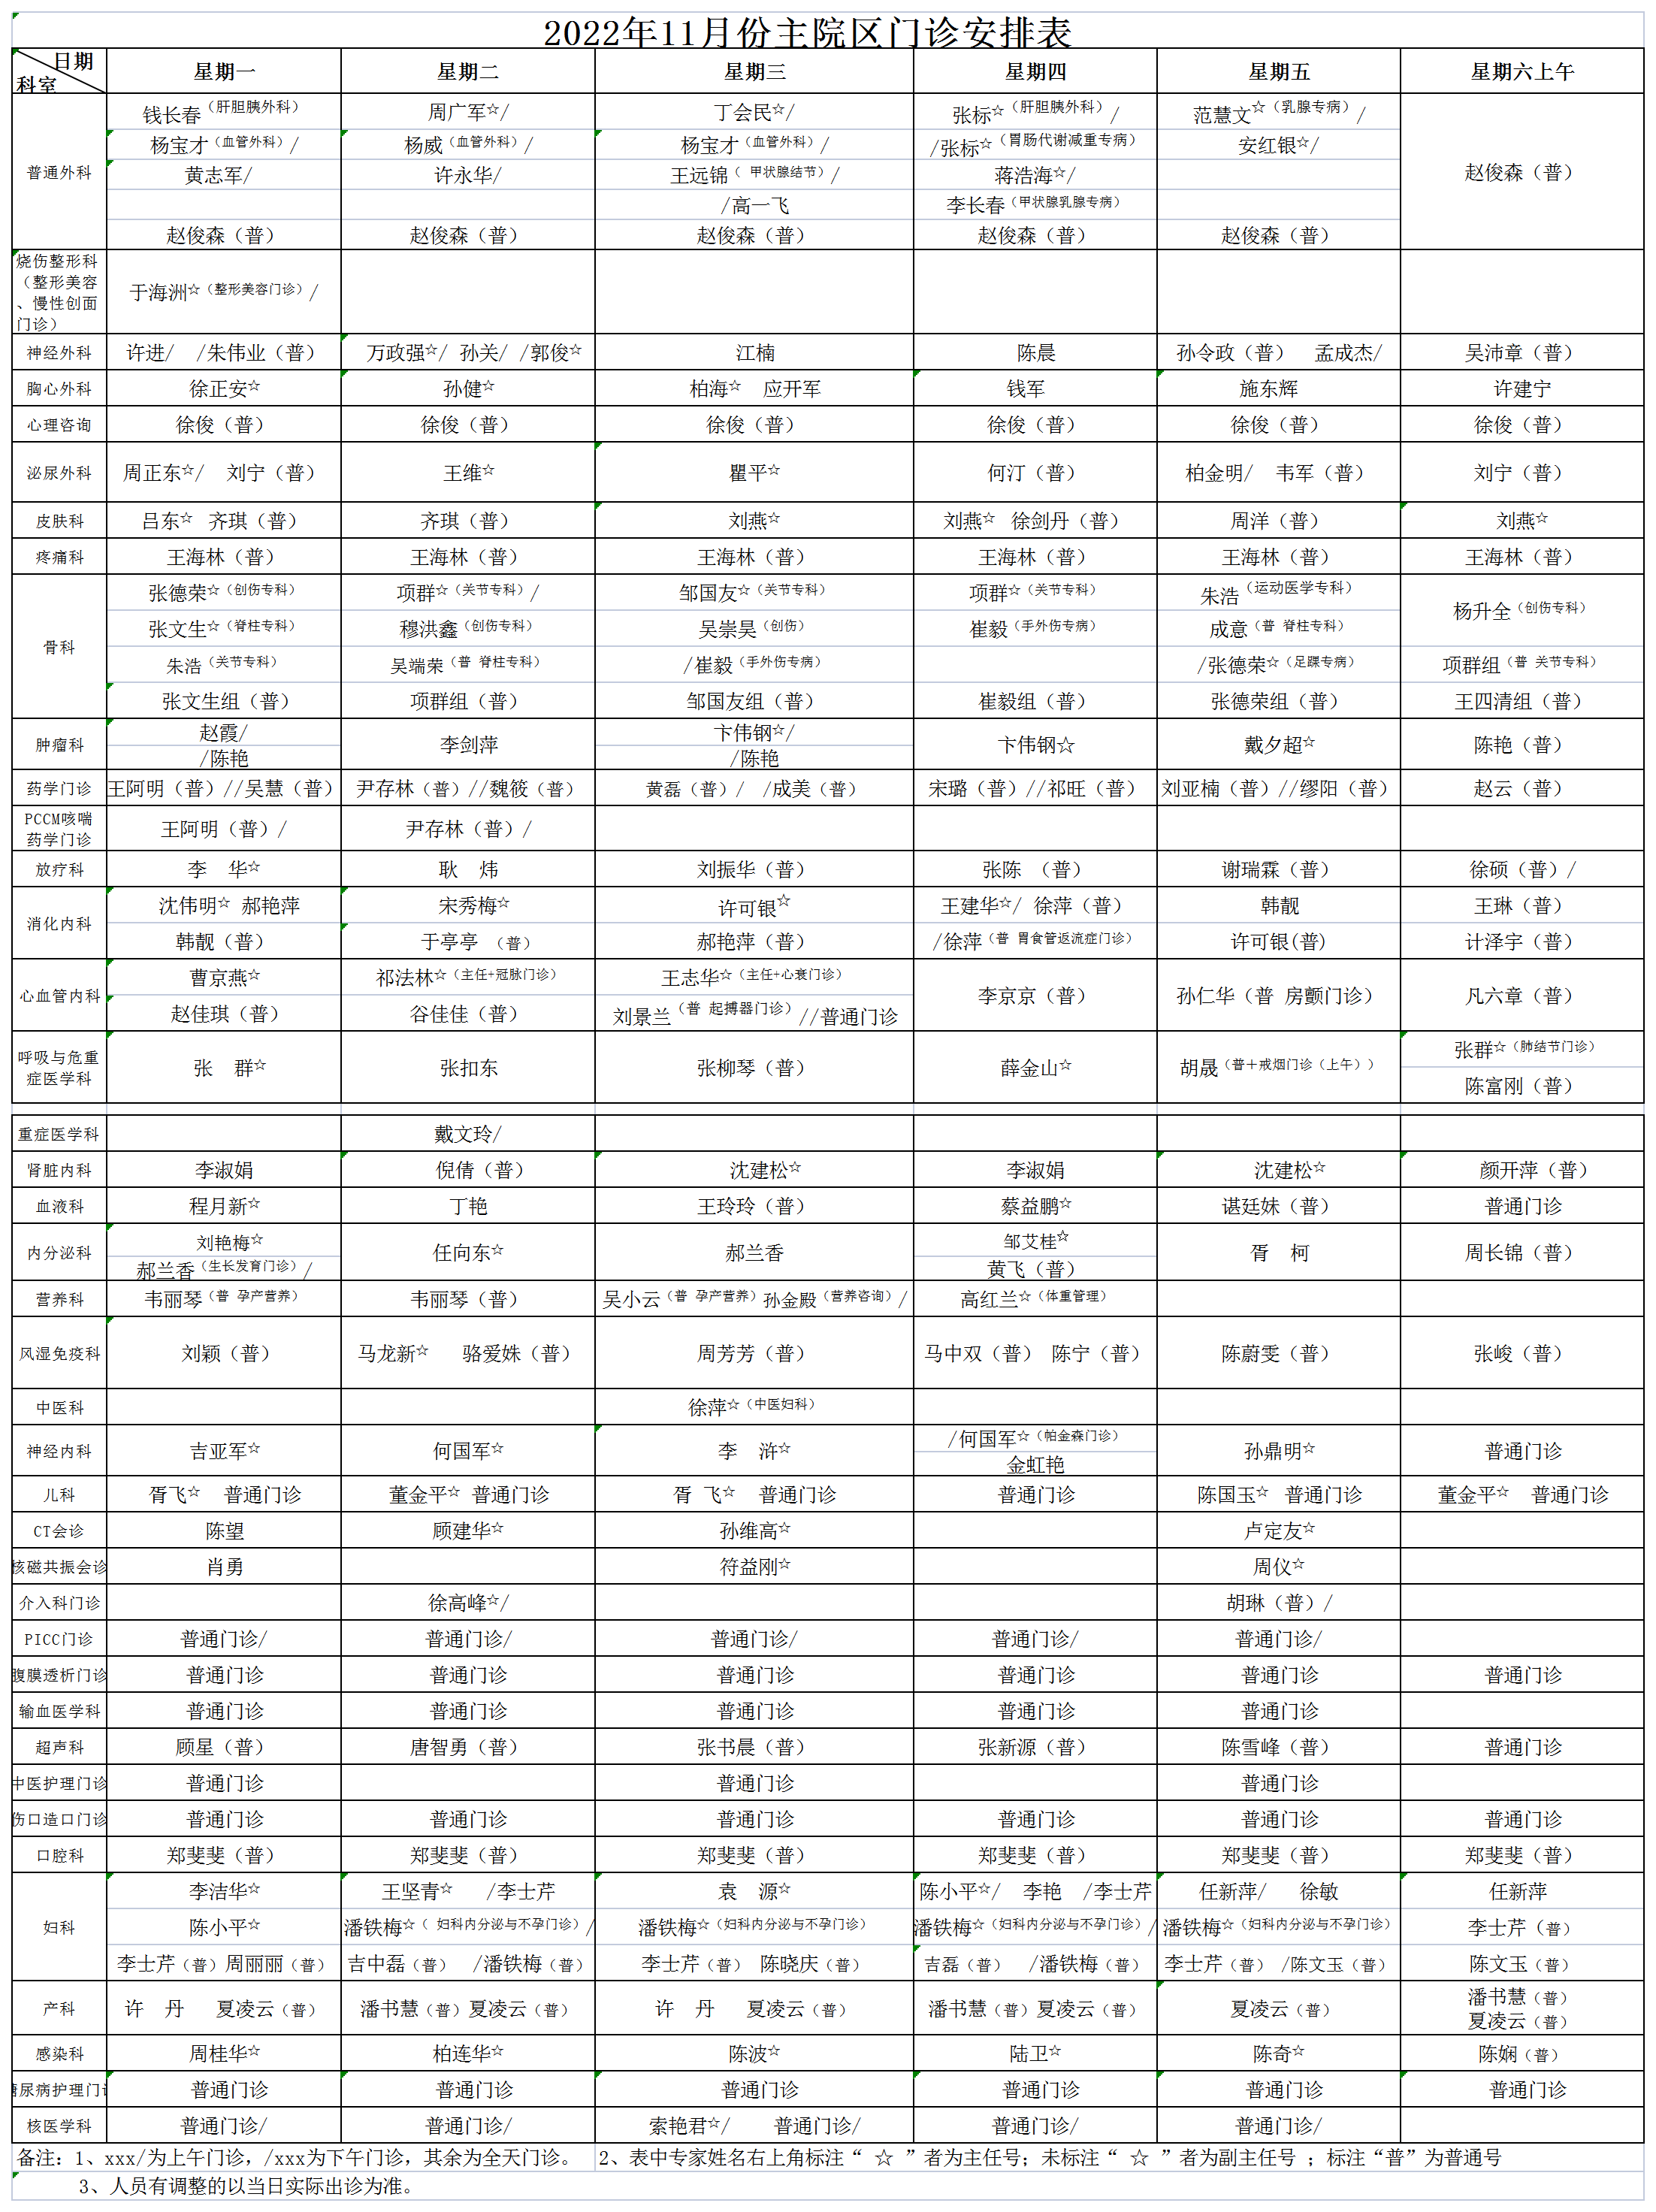 2022年11月份主院区门诊安排表
日期 科室 星期一 星期二 星期三 星期四 星期五 星期六上午
普通外科 钱长春（肝胆胰外科） 周广军☆/ 丁会民☆/ 张标☆（肝胆胰外科）/ 范慧文☆（乳腺专病）/ 赵俊森（普）
杨宝才（血管外科）/ 杨威（血管外科）/ 杨宝才（血管外科）/ /张标☆（胃肠代谢减重专病） 安红银☆/
黄志军/ 许永华/ 王远锦（ 甲状腺结节）/ 蒋浩海☆/
/高一飞 李长春（甲状腺乳腺专病）
赵俊森（普） 赵俊森（普） 赵俊森（普） 赵俊森（普） 赵俊森（普）
烧伤整形科（整形美容、慢性创面门诊） 于海洲☆（整形美容门诊）/
神经外科 许进/ /朱伟业（普） 万政强☆/ 孙关/ /郭俊☆ 江楠 陈晨 孙令政（普） 孟成杰/ 吴沛章（普）
胸心外科 徐正安☆ 孙健☆ 柏海☆ 应开军 钱军 施东辉 许建宁
心理咨询 徐俊（普） 徐俊（普） 徐俊（普） 徐俊（普） 徐俊（普） 徐俊（普）
泌尿外科 周正东☆/ 刘宁（普） 王维☆ 瞿平☆ 何汀（普） 柏金明/ 韦军（普） 刘宁（普）
皮肤科 吕东☆ 齐琪（普） 齐琪（普） 刘燕☆ 刘燕☆ 徐剑丹（普） 周洋（普） 刘燕☆
疼痛科 王海林（普） 王海林（普） 王海林（普） 王海林（普） 王海林（普） 王海林（普）
骨科 张德荣☆（创伤专科） 项群☆（关节专科）/ 邹国友☆（关节专科） 项群☆（关节专科） 朱浩（运动医学专科） 杨升全（创伤专科）
张文生☆（脊柱专科） 穆洪鑫（创伤专科） 吴崇昊（创伤） 崔毅（手外伤专病） 成意（普 脊柱专科）
朱浩（关节专科） 吴端荣（普 脊柱专科） /崔毅（手外伤专病） /张德荣☆（足踝专病） 项群组（普 关节专科）
张文生组（普） 项群组（普） 邹国友组（普） 崔毅组（普） 张德荣组（普） 王四清组（普）
肿瘤科 赵霞/ 李剑萍 卞伟钢☆/ 卞伟钢☆ 戴夕超☆ 陈艳（普）
/陈艳 /陈艳
药学门诊 王阿明（普）//吴慧（普） 尹存林（普）//魏筱（普） 黄磊（普）/ /成美（普） 宋璐（普）//祁旺（普） 刘亚楠（普）//缪阳（普） 赵云（普）
PCCM咳喘药学门诊 王阿明（普）/ 尹存林（普）/
放疗科 李 华☆ 耿 炜 刘振华（普） 张陈 （普） 谢瑞霖（普） 徐硕（普）/
消化内科 沈伟明☆ 郝艳萍 宋秀梅☆ 许可银☆ 王建华☆/ 徐萍（普） 韩靓 王琳（普）
韩靓（普） 于亭亭 （普） 郝艳萍（普） /徐萍（普 胃食管返流症门诊） 许可银(普) 计泽宇（普）
心血管内科 曹京燕☆ 祁法林☆（主任+冠脉门诊） 王志华☆（主任+心衰门诊） 李京京（普） 孙仁华（普 房颤门诊） 凡六章（普）
赵佳琪（普） 谷佳佳（普） 刘景兰（普 起搏器门诊）//普通门诊
呼吸与危重症医学科 张 群☆ 张扣东 张柳琴（普） 薛金山☆ 胡晟（普＋戒烟门诊（上午）） 张群☆（肺结节门诊）
陈富刚（普）
重症医学科 戴文玲/
肾脏内科 李淑娟 倪倩（普） 沈建松☆ 李淑娟 沈建松☆ 颜开萍（普）
血液科 程月新☆ 丁艳 王玲玲（普） 蔡益鹏☆ 谌廷妹（普） 普通门诊
内分泌科 刘艳梅☆ 任向东☆ 郝兰香 邹艾桂☆ 胥 柯 周长锦（普）
郝兰香（生长发育门诊）/ 黄飞（普）
营养科 韦丽琴（普 孕产营养） 韦丽琴（普） 吴小云（普 孕产营养）孙金殿（营养咨询）/ 高红兰☆（体重管理）
风湿免疫科 刘颖（普） 马龙新☆ 骆爱姝（普） 周芳芳（普） 马中双（普） 陈宁（普） 陈蔚雯（普） 张峻（普）
中医科 徐萍☆（中医妇科）
神经内科 吉亚军☆ 何国军☆ 李 浒☆ /何国军☆（帕金森门诊） 孙鼎明☆ 普通门诊
金虹艳
儿科 胥飞☆ 普通门诊 董金平☆ 普通门诊 胥 飞☆ 普通门诊 普通门诊 陈国玉☆ 普通门诊 董金平☆ 普通门诊
CT会诊 陈望 顾建华☆ 孙维高☆ 卢定友☆
核磁共振会诊 肖勇 符益刚☆ 周仪☆
介入科门诊 徐高峰☆/ 胡琳（普）/
PICC门诊 普通门诊/ 普通门诊/ 普通门诊/ 普通门诊/ 普通门诊/
腹膜透析门诊 普通门诊 普通门诊 普通门诊 普通门诊 普通门诊 普通门诊
输血医学科 普通门诊 普通门诊 普通门诊 普通门诊 普通门诊
超声科 顾星（普） 唐智勇（普） 张书晨（普） 张新源（普） 陈雪峰（普） 普通门诊
中医护理门诊 普通门诊 普通门诊 普通门诊
伤口造口门诊 普通门诊 普通门诊 普通门诊 普通门诊 普通门诊 普通门诊
口腔科 郑斐斐（普） 郑斐斐（普） 郑斐斐（普） 郑斐斐（普） 郑斐斐（普） 郑斐斐（普）
妇科 李洁华☆ 王坚青☆ /李士芹 袁 源☆ 陈小平☆/ 李艳 /李士芹 任新萍/ 徐敏 任新萍
陈小平☆ 潘铁梅☆（ 妇科内分泌与不孕门诊）/ 潘铁梅☆（妇科内分泌与不孕门诊） 潘铁梅☆（妇科内分泌与不孕门诊）/ 潘铁梅☆（妇科内分泌与不孕门诊） 李士芹（普）
李士芹（普）周丽丽（普） 吉中磊（普） /潘铁梅（普） 李士芹（普） 陈晓庆（普） 吉磊（普） /潘铁梅（普） 李士芹（普） /陈文玉（普） 陈文玉（普）
产科 许 丹 夏凌云（普） 潘书慧（普）夏凌云（普） 许 丹 夏凌云（普） 潘书慧（普）夏凌云（普） 夏凌云（普） 潘书慧（普）
夏凌云（普）
感染科 周桂华☆ 柏连华☆ 陈波☆ 陆卫☆ 陈奇☆ 陈娴（普）
尿病护理门 普通门诊 普通门诊 普通门诊 普通门诊 普通门诊 普通门诊
核医学科 普通门诊/ 普通门诊/ 索艳君☆/ 普通门诊/ 普通门诊/ 普通门诊/
备注：1、xxx/为上午门诊，/xxx为下午门诊，其余为全天门诊。 2、表中专家姓名右上角标注“ ☆ ”者为主任号；未标注“ ☆ ”者为副主任号 ；标注“普”为普通号
3、人员有调整的以当日实际出诊为准。